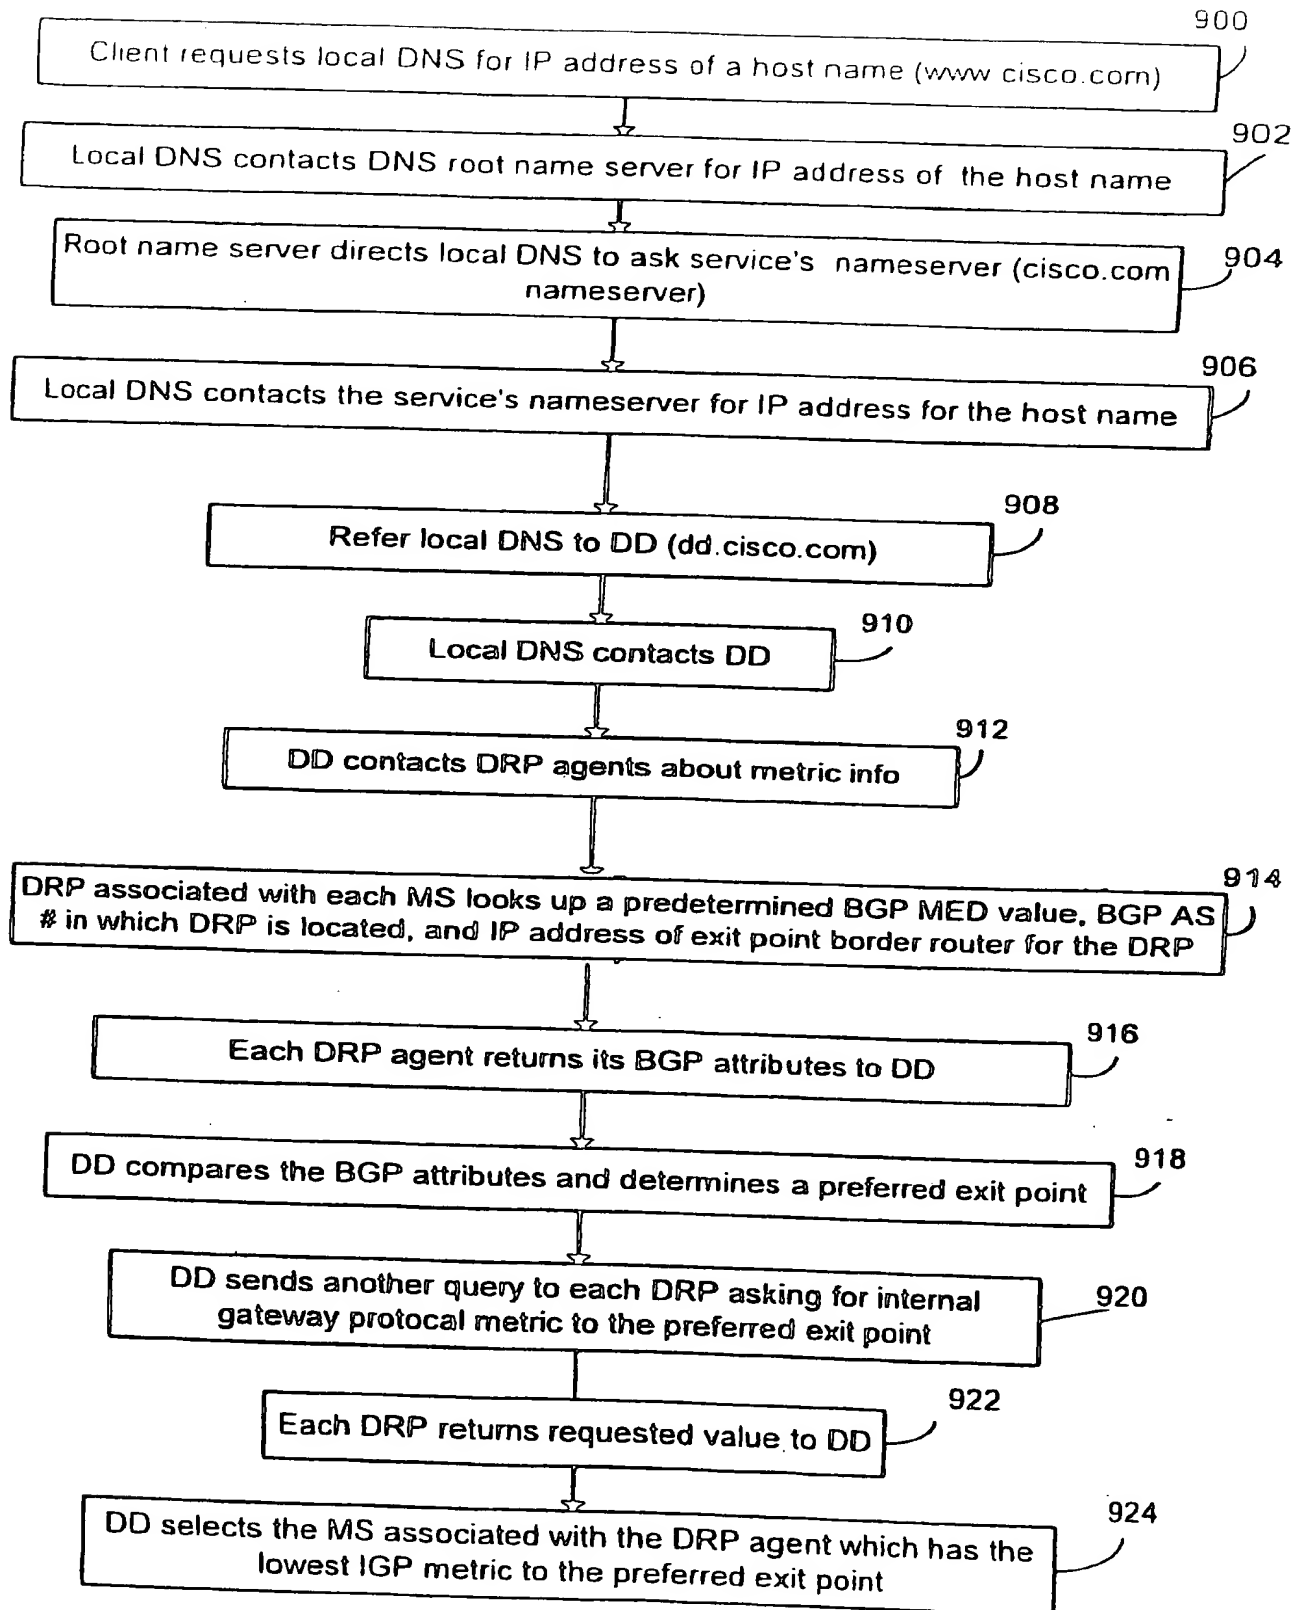 900
Client requests local DNS for IP address of a host name (www cisco.com)
902
Local DNS contacts DNS root name server for IP address of the host name
904
Root name server directs local DNS to ask service's nameserver (cisco.com
nameserver)
906
Local DNS contacts the service's nameserver for IP address for the host name
908
Refer local DNS to DD (dd.cisco.com)
910
Local DNS contacts DD
912
DD contacts DRP agents about metric info
914
DRP associated with each MS looks up a predetermined BGP MED value, BGP AS
# in which DRP is located, and IP address of exit point border router for the DRP
916
Each DRP agent returns its BGP attributes to DD
918
DD compares the BGP attributes and determines a preferred exit point
920
DD sends another query to each DRP asking for internal
gateway protocal metric to the preferred exit point
922
Each DRP returns requested value to DD
924
DD selects the MS associated with the DRP agent which has the
lowest IGP metric to the preferred exit point